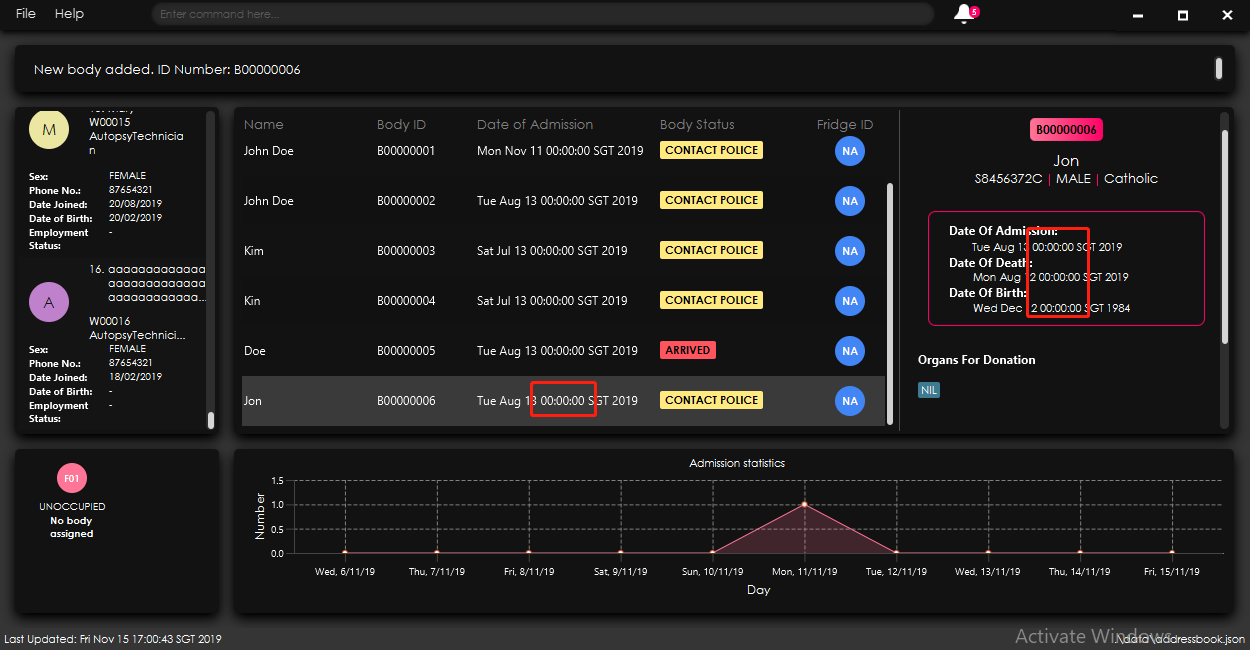 File Help Enter command here... 5
New body added. ID Number: B00000006
M
W00015
AutopsyTechnicia
n
Sex: FEMALE
Phone No.: 87654321
Date Joined: 20/08/2019
Date of Birth: 20/02/2019
Employment -
Status:
16. aaaaaaaaaaaaa
aaaaaaaaaaaaa
aaaaaaaaaaaa...
A
W00016
AutopsyTechnici...
Sex: FEMALE
Phone No.: 87654321
Date Joined: 18/02/2019
Date of Birth: -
Employment -
Status:
Name Body ID Date of Admission Body Status Fridge ID
John Doe B00000001 Mon Nov 11 00:00:00 SGT 2019 CONTACT POLICE NA
John Doe B00000002 Tue Aug 13 00:00:00 SGT 2019 CONTACT POLICE NA
Kim B00000003 Sat Jul 13 00:00:00 SGT 2019 CONTACT POLICE NA
Kin B00000004 Sat Jul 13 00:00:00 SGT 2019 CONTACT POLICE NA
Doe B00000005 Tue Aug 13 00:00:00 SGT 2019 ARRIVED NA
Jon B00000006 Tue Aug 13 00:00:00 SGT 2019 CONTACT POLICE NA
B00000006
Jon
S8456372C | MALE | Catholic
Date Of Admission:
Tue Aug 13 00:00:00 SGT 2019
Date Of Death:
Mon Aug 12 00:00:00 SGT 2019
Date Of Birth:
Wed Dec 12 00:00:00 SGT 1984
Organs For Donation
NIL
F01
UNOCCUPIED
No body
assigned
Admission statistics
Number
1.5
1.0
0.5
0.0
Wed, 6/11/19 Thu, 7/11/19 Fri, 8/11/19 Sat, 9/11/19 Sun, 10/11/19 Mon, 11/11/19 Tue, 12/11/19 Wed, 13/11/19 Thu, 14/11/19 Fri, 15/11/19
Day
Last Updated: Fri Nov 15 17:00:43 SGT 2019
Activate Windows
.\data\addressbook.json